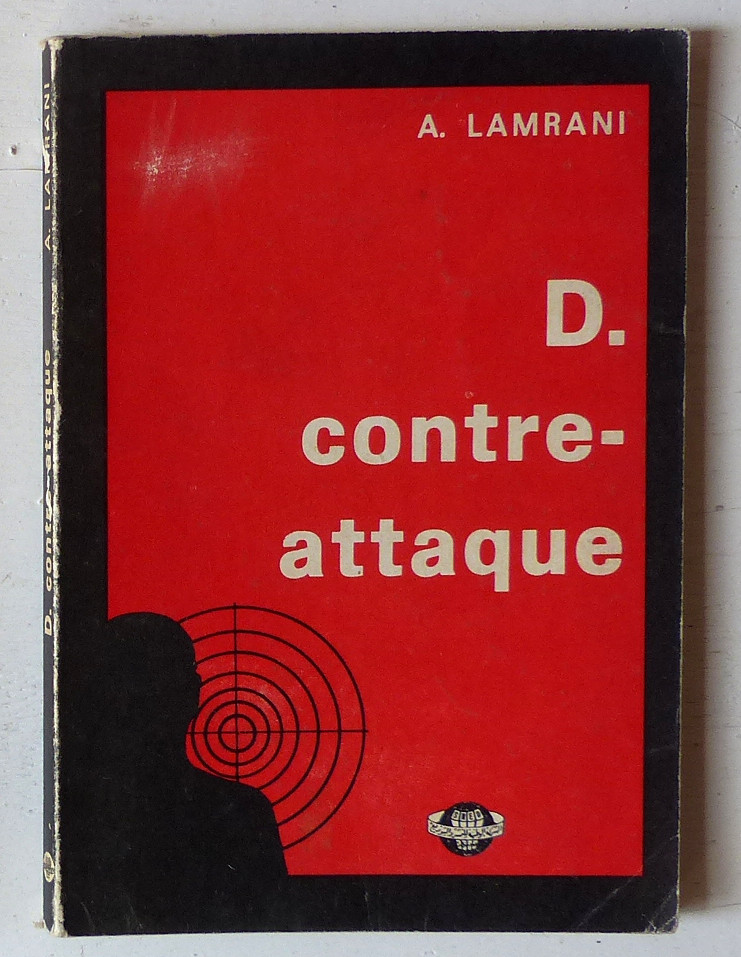 A. LAMRANI
D.
contre-
attaque
A. LAMRANI
D. contre-attaque